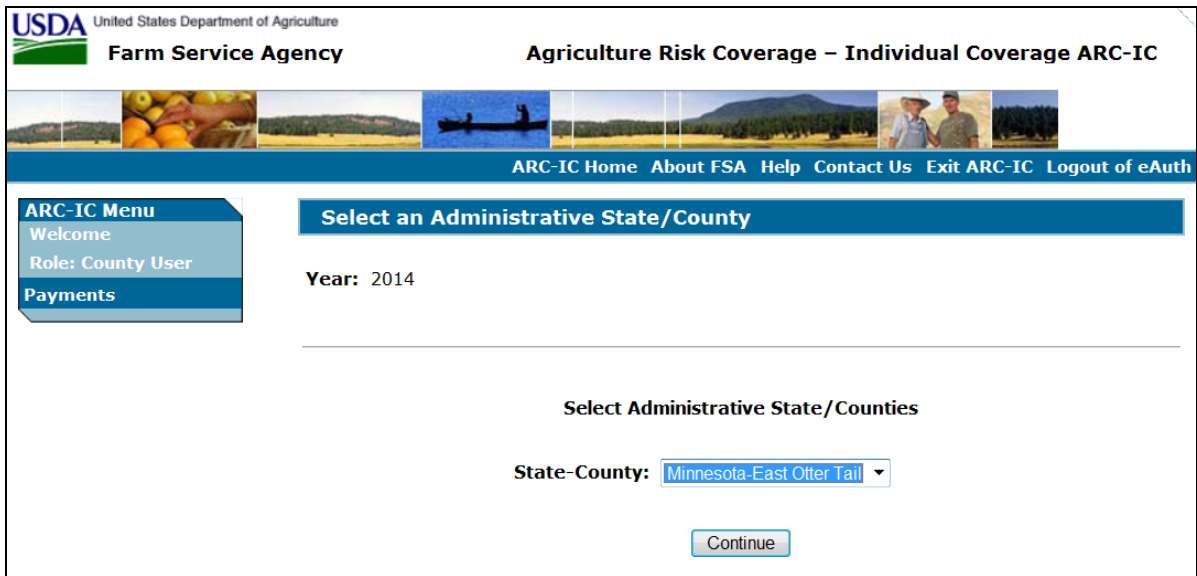 USDA United States Department of Agriculture
Farm Service Agency
Agriculture Risk Coverage – Individual Coverage ARC-IC
ARC-IC Home About FSA Help Contact Us Exit ARC-IC Logout of eAuth
ARC-IC Menu
Welcome
Role: County User
Payments
Select an Administrative State/County
Year: 2014
Select Administrative State/Counties
State-County: Minnesota-East Otter Tail
Continue